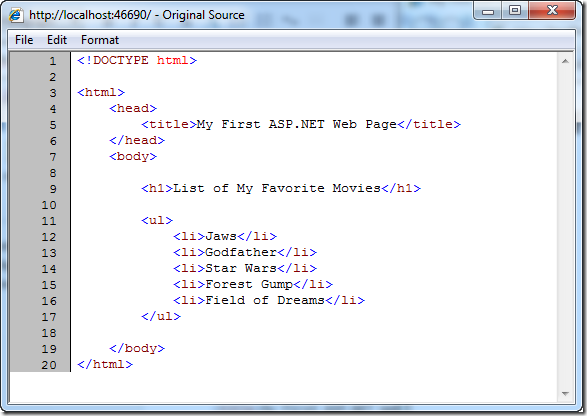 http://localhost:46690/ - Original Source
File Edit Format
1 <!DOCTYPE html>
2
3 <html>
4 <head>
5 <title>My First ASP.NET Web Page</title>
6 </head>
7 <body>
8
9 <h1>List of My Favorite Movies</h1>
10
11 <ul>
12 <li>Jaws</li>
13 <li>Godfather</li>
14 <li>Star Wars</li>
15 <li>Forest Gump</li>
16 <li>Field of Dreams</li>
17 </ul>
18
19 </body>
20 </html>